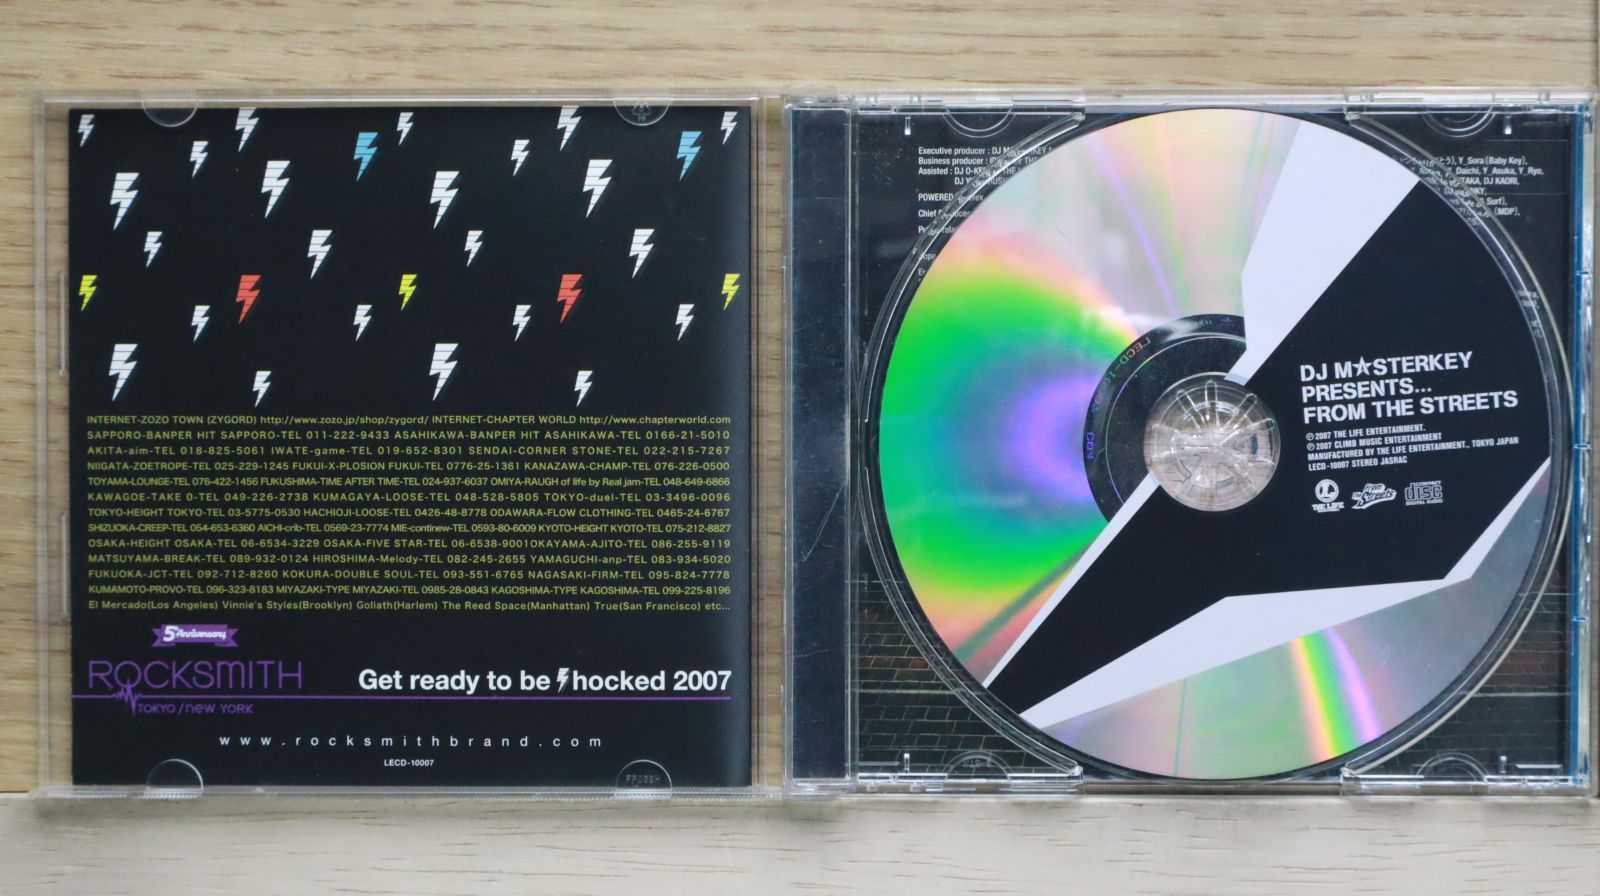 INTERNET-ZOZO TOWN (ZYGORD) http://www.zozo.jp/shop/zygord/ INTERNET-CHAPTER WORLD http://www.chapterworld.com
SAPPORO-BANPER HIT SAPPORO-TEL 011-222-9433 ASAHIKAWA-BANPER HIT ASAHIKAWA-TEL 0166-21-5010
AKITA-aim-TEL 018-825-5061 IWATE-game-TEL 019-652-8301 SENDAI-CORNER STONE-TEL 022-215-7267
NIIGATA-ZOETROPE-TEL 025-229-1245 FUKUI-X-PLOSION FUKUI-TEL 0776-25-1361 KANAZAWA-CHAMP-TEL 076-226-0500
TOYAMA-LOUNGE-TEL 076-422-1456 FUKUSHIMA-TIME AFTER TIME-TEL 024-937-6037 OMIYA-RAUGH of life by Real jam-TEL 048-649-6866
KAWAGOE-TAKE 0-TEL 049-226-2738 KUMAGAYA-LOOSE-TEL 048-528-5805 TOKYO-duel-TEL 03-3496-0096
TOKYO-HEIGHT TOKYO-TEL 03-5775-0530 HACHIOJI-LOOSE-TEL 0426-48-8778 ODAWARA-FLOW CLOTHING-TEL 0465-24-6767
SHIZUOKA-CREEP-TEL 054-653-6360 AICHI-crib-TEL 0569-23-7774 MIE-continew-TEL 0593-80-6009 KYOTO-HEIGHT KYOTO-TEL 075-212-8827
OSAKA-HEIGHT OSAKA-TEL 06-6534-3229 OSAKA-FIVE STAR-TEL 06-6538-9001OKAYAMA-AJITO-TEL 086-255-9119
MATSUYAMA-BREAK-TEL 089-932-0124 HIROSHIMA-Melody-TEL 082-245-2655 YAMAGUCHI-anp-TEL 083-934-5020
FUKUOKA-JCT-TEL 092-712-8260 KOKURA-DOUBLE SOUL-TEL 093-551-6765 NAGASAKI-FIRM-TEL 095-824-7778
KUMAMOTO-PROVO-TEL 096-323-8183 MIYAZAKI-TYPE MIYAZAKI-TEL 0985-28-0843 KAGOSHIMA-TYPE KAGOSHIMA-TEL 099-225-8196
El Mercado(Los Angeles) Vinnie's Styles(Brooklyn) Goliath(Harlem) The Reed Space(Manhattan) True(San Francisco) etc...
5th Anniversary
ROCKSMITH
TOKYO/new YORK
Get ready to be Shocked 2007
www.rocksmithbrand.com
LECD-10007
Executive producer : DJ
Business producer :
Assisted :
POWERED
Y_Sora (Baby Key),
Daichi, Y_Asuka, Y_Ryo,
DJ KAORI,
Surf),
(MDP),
DJ M★STERKEY
PRESENTS...
FROM THE STREETS
℗2007 THE LIFE ENTERTAINMENT.
℗2007 CLIMB MUSIC ENTERTAINMENT
MANUFACTURED BY THE LIFE ENTERTAINMENT., TOKYO JAPAN
LECD-10007 STEREO JASRAC
THE LIFE
From THE Streets
COMPACT disc DIGITAL AUDIO